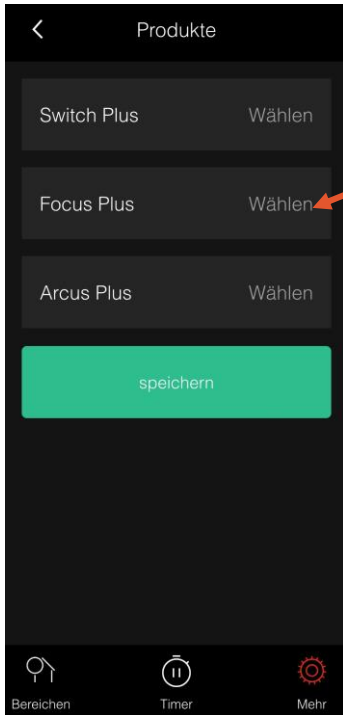 Produkte
Switch Plus Wählen
Focus Plus Wählen
Arcus Plus Wählen
speichern
Bereichen Timer Mehr